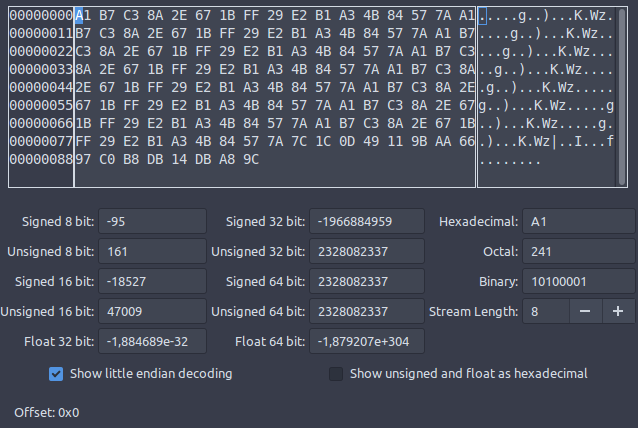 00000000 A1 B7 C3 8A 2E 67 1B FF 29 E2 B1 A3 4B 84 57 7A A1 .....g..)...K.Wz.
00000011 B7 C3 8A 2E 67 1B FF 29 E2 B1 A3 4B 84 57 7A A1 B7 ....g..)...K.Wz..
00000022 C3 8A 2E 67 1B FF 29 E2 B1 A3 4B 84 57 7A A1 B7 C3 ...g..)...K.Wz...
00000033 8A 2E 67 1B FF 29 E2 B1 A3 4B 84 57 7A A1 B7 C3 8A ..g..)...K.Wz....
00000044 2E 67 1B FF 29 E2 B1 A3 4B 84 57 7A A1 B7 C3 8A 2E .g..)...K.Wz.....
00000055 67 1B FF 29 E2 B1 A3 4B 84 57 7A A1 B7 C3 8A 2E 67 g..)...K.Wz.....g
00000066 1B FF 29 E2 B1 A3 4B 84 57 7A A1 B7 C3 8A 2E 67 1B ..)...K.Wz.....g.
00000077 FF 29 E2 B1 A3 4B 84 57 7A 7C 1C 0D 49 11 9B AA 66 .)...K.Wz|..I...f
00000088 97 C0 B8 DB 14 DB A8 9C ........
Signed 8 bit: -95 Signed 32 bit: -1966884959 Hexadecimal: A1
Unsigned 8 bit: 161 Unsigned 32 bit: 2328082337 Octal: 241
Signed 16 bit: -18527 Signed 64 bit: 2328082337 Binary: 10100001
Unsigned 16 bit: 47009 Unsigned 64 bit: 2328082337 Stream Length: 8 − +
Float 32 bit: -1,884689e-32 Float 64 bit: -1,879207e+304
Show little endian decoding Show unsigned and float as hexadecimal
Offset: 0x0